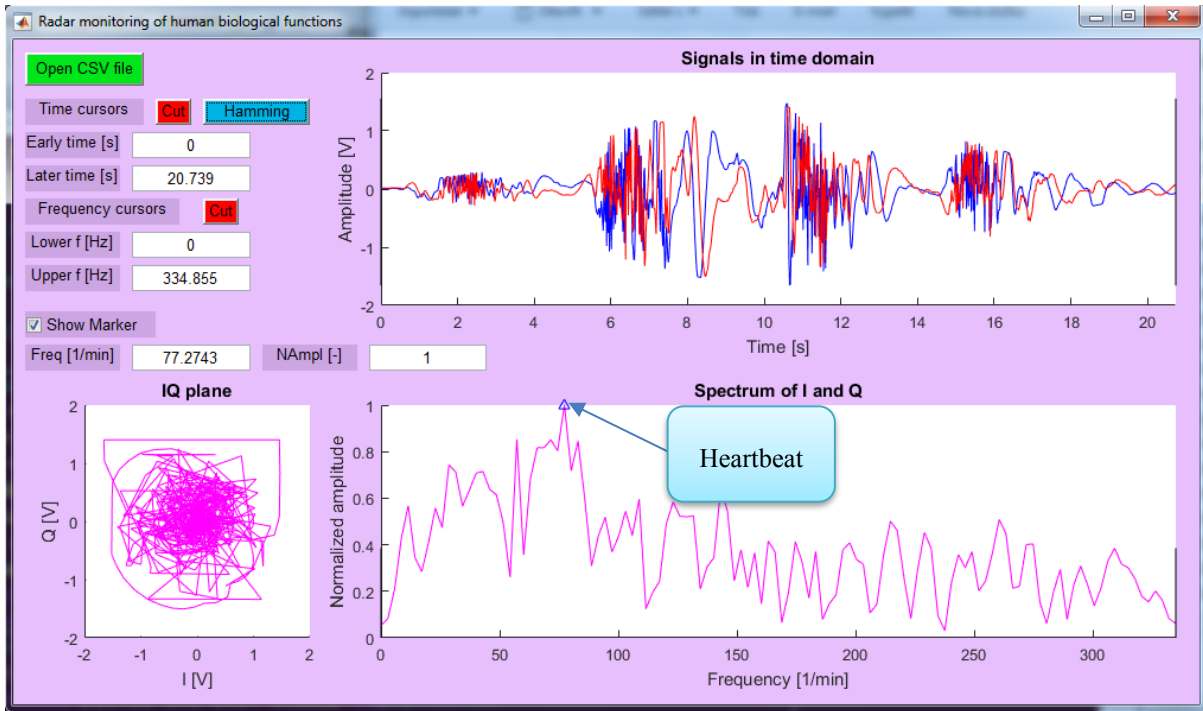 Radar monitoring of human biological functions
Open CSV file
Time cursors Cut Hamming
Early time [s] 0
Later time [s] 20.739
Frequency cursors Cut
Lower f [Hz] 0
Upper f [Hz] 334.855
Show Marker
Freq [1/min] 77.2743 NAmpl [-] 1
Signals in time domain
Amplitude [V]
2
1
0
-1
-2
0 2 4 6 8 10 12 14 16 18 20
Time [s]
IQ plane
Q [V]
2
1
0
-1
-2
-2 -1 0 1 2
I [V]
Spectrum of I and Q
Normalized amplitude
1
0.8
0.6
0.4
0.2
0
Heartbeat
0 50 100 150 200 250 300
Frequency [1/min]